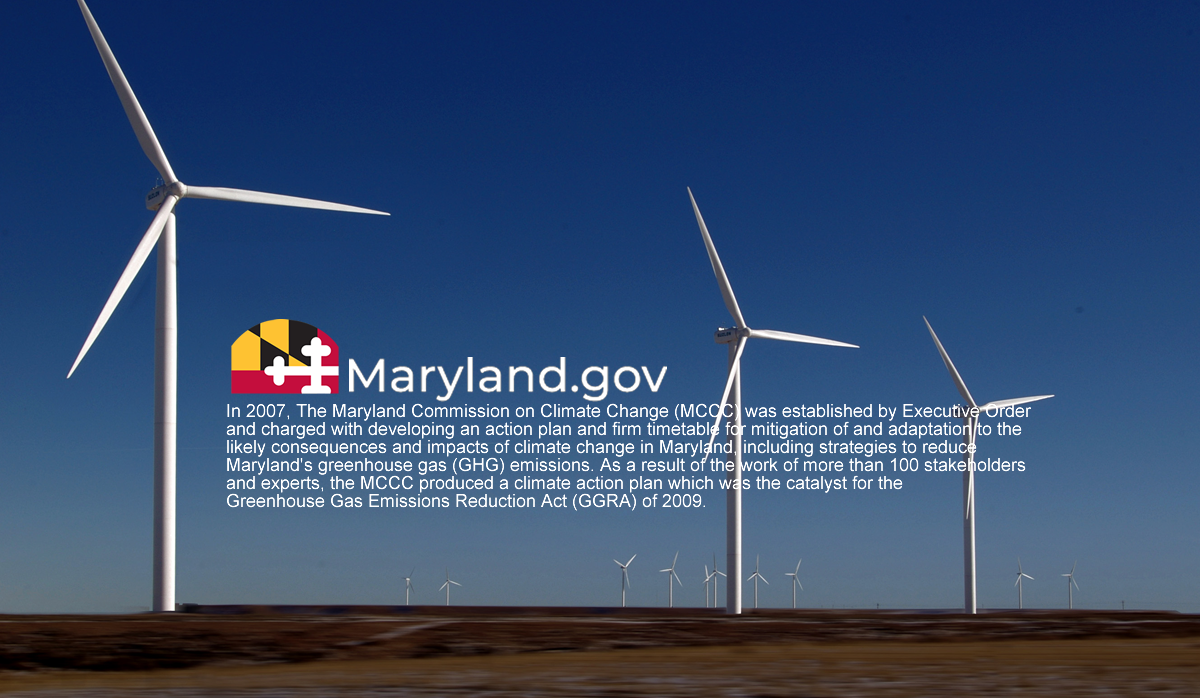 Maryland.gov
In 2007, The Maryland Commission on Climate Change (MCCC) was established by Executive Order
and charged with developing an action plan and firm timetable for mitigation of and adaptation to the
likely consequences and impacts of climate change in Maryland, including strategies to reduce
Maryland's greenhouse gas (GHG) emissions. As a result of the work of more than 100 stakeholders
and experts, the MCCC produced a climate action plan which was the catalyst for the
Greenhouse Gas Emissions Reduction Act (GGRA) of 2009.